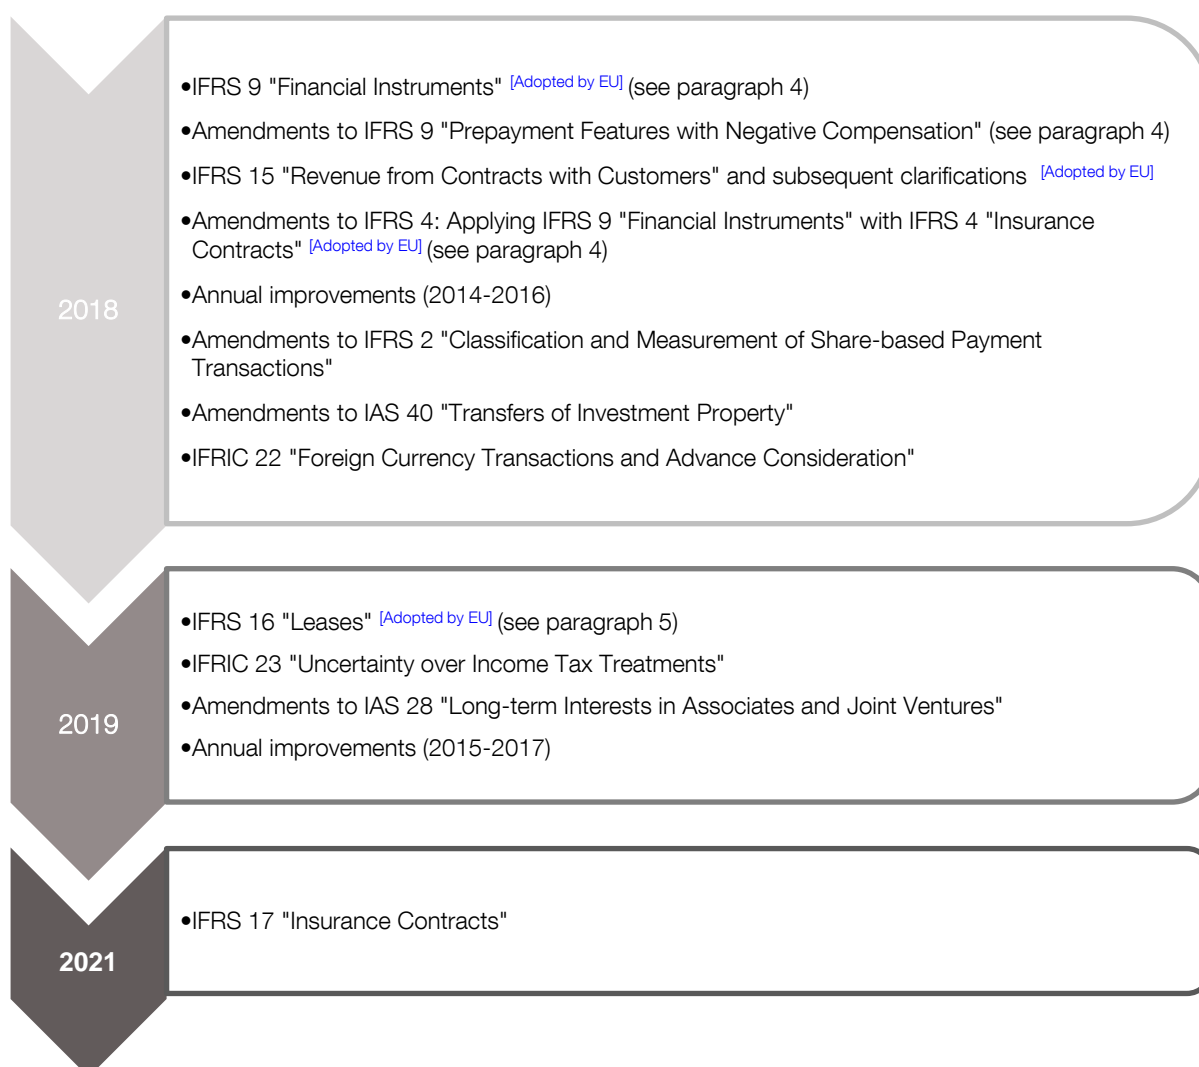 •IFRS 9 "Financial Instruments" [Adopted by EU] (see paragraph 4)
•Amendments to IFRS 9 "Prepayment Features with Negative Compensation" (see paragraph 4)
•IFRS 15 "Revenue from Contracts with Customers" and subsequent clarifications [Adopted by EU]
•Amendments to IFRS 4: Applying IFRS 9 "Financial Instruments" with IFRS 4 "Insurance
Contracts" [Adopted by EU] (see paragraph 4)
2018
•Annual improvements (2014-2016)
•Amendments to IFRS 2 "Classification and Measurement of Share-based Payment
Transactions"
•Amendments to IAS 40 "Transfers of Investment Property"
•IFRIC 22 "Foreign Currency Transactions and Advance Consideration"
•IFRS 16 "Leases" [Adopted by EU] (see paragraph 5)
•IFRIC 23 "Uncertainty over Income Tax Treatments"
2019
•Amendments to IAS 28 "Long-term Interests in Associates and Joint Ventures"
•Annual improvements (2015-2017)
•IFRS 17 "Insurance Contracts"
2021